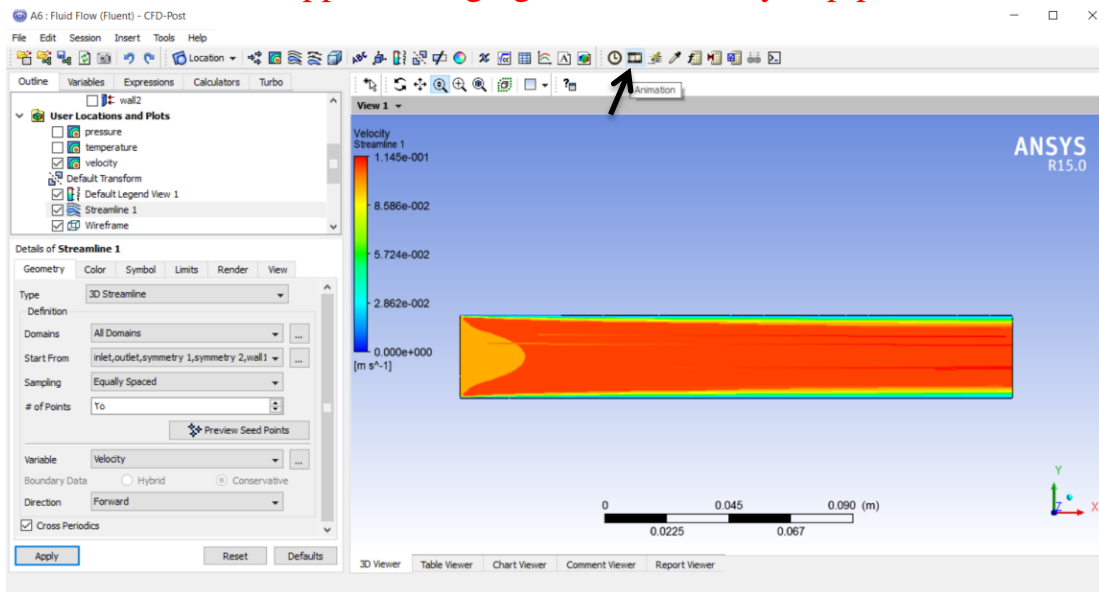 A6 : Fluid Flow (Fluent) - CFD-Post
File Edit Session Insert Tools Help
Location
Outline Variables Expressions Calculators Turbo
wall2
User Locations and Plots
pressure
temperature
velocity
Default Transform
Default Legend View 1
Streamline 1
Wireframe
Details of Streamline 1
Geometry Color Symbol Limits Render View
Type 3D Streamline
Definition
Domains All Domains ...
Start From inlet,outlet,symmetry 1,symmetry 2,wall1 ...
Sampling Equally Spaced
# of Points Yo
Preview Seed Points
Variable Velocity ...
Boundary Data Hybrid Conservative
Direction Forward
Cross Periodics
Apply Reset Defaults
Animation
View 1
Velocity
Streamline 1
1.145e-001
8.586e-002
5.724e-002
2.862e-002
0.000e+000
[m s^-1]
ANSYS
R15.0
0 0.045 0.090 (m)
0.0225 0.067
Y
Z X
3D Viewer Table Viewer Chart Viewer Comment Viewer Report Viewer